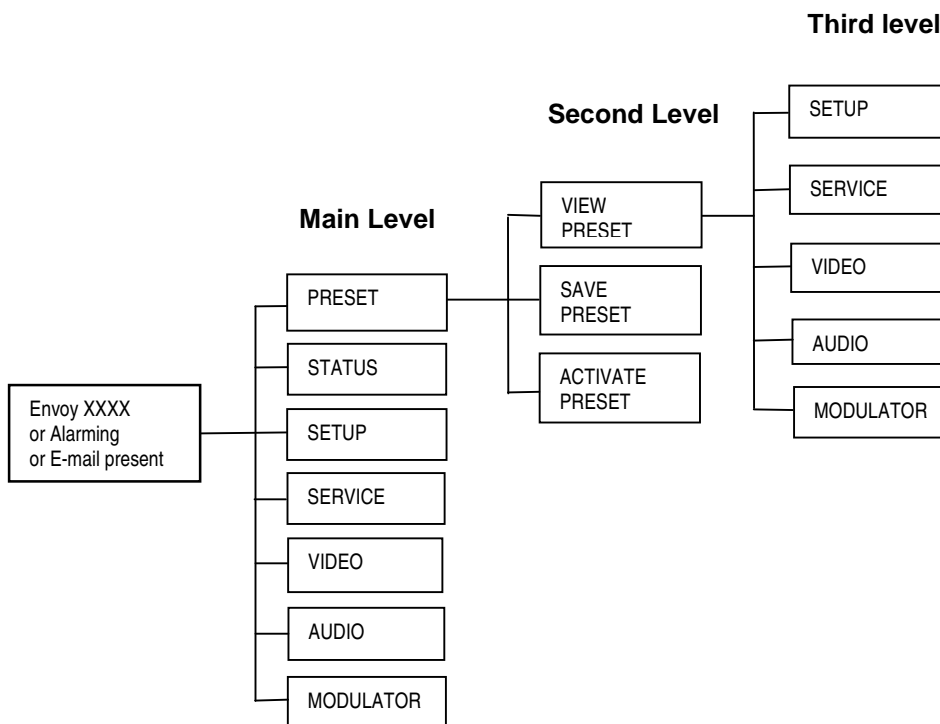 Third level
Second Level
Main Level
Envoy XXXX
or Alarming
or E-mail present
PRESET
STATUS
SETUP
SERVICE
VIDEO
AUDIO
MODULATOR
VIEW
PRESET
SAVE
PRESET
ACTIVATE
PRESET
SETUP
SERVICE
VIDEO
AUDIO
MODULATOR